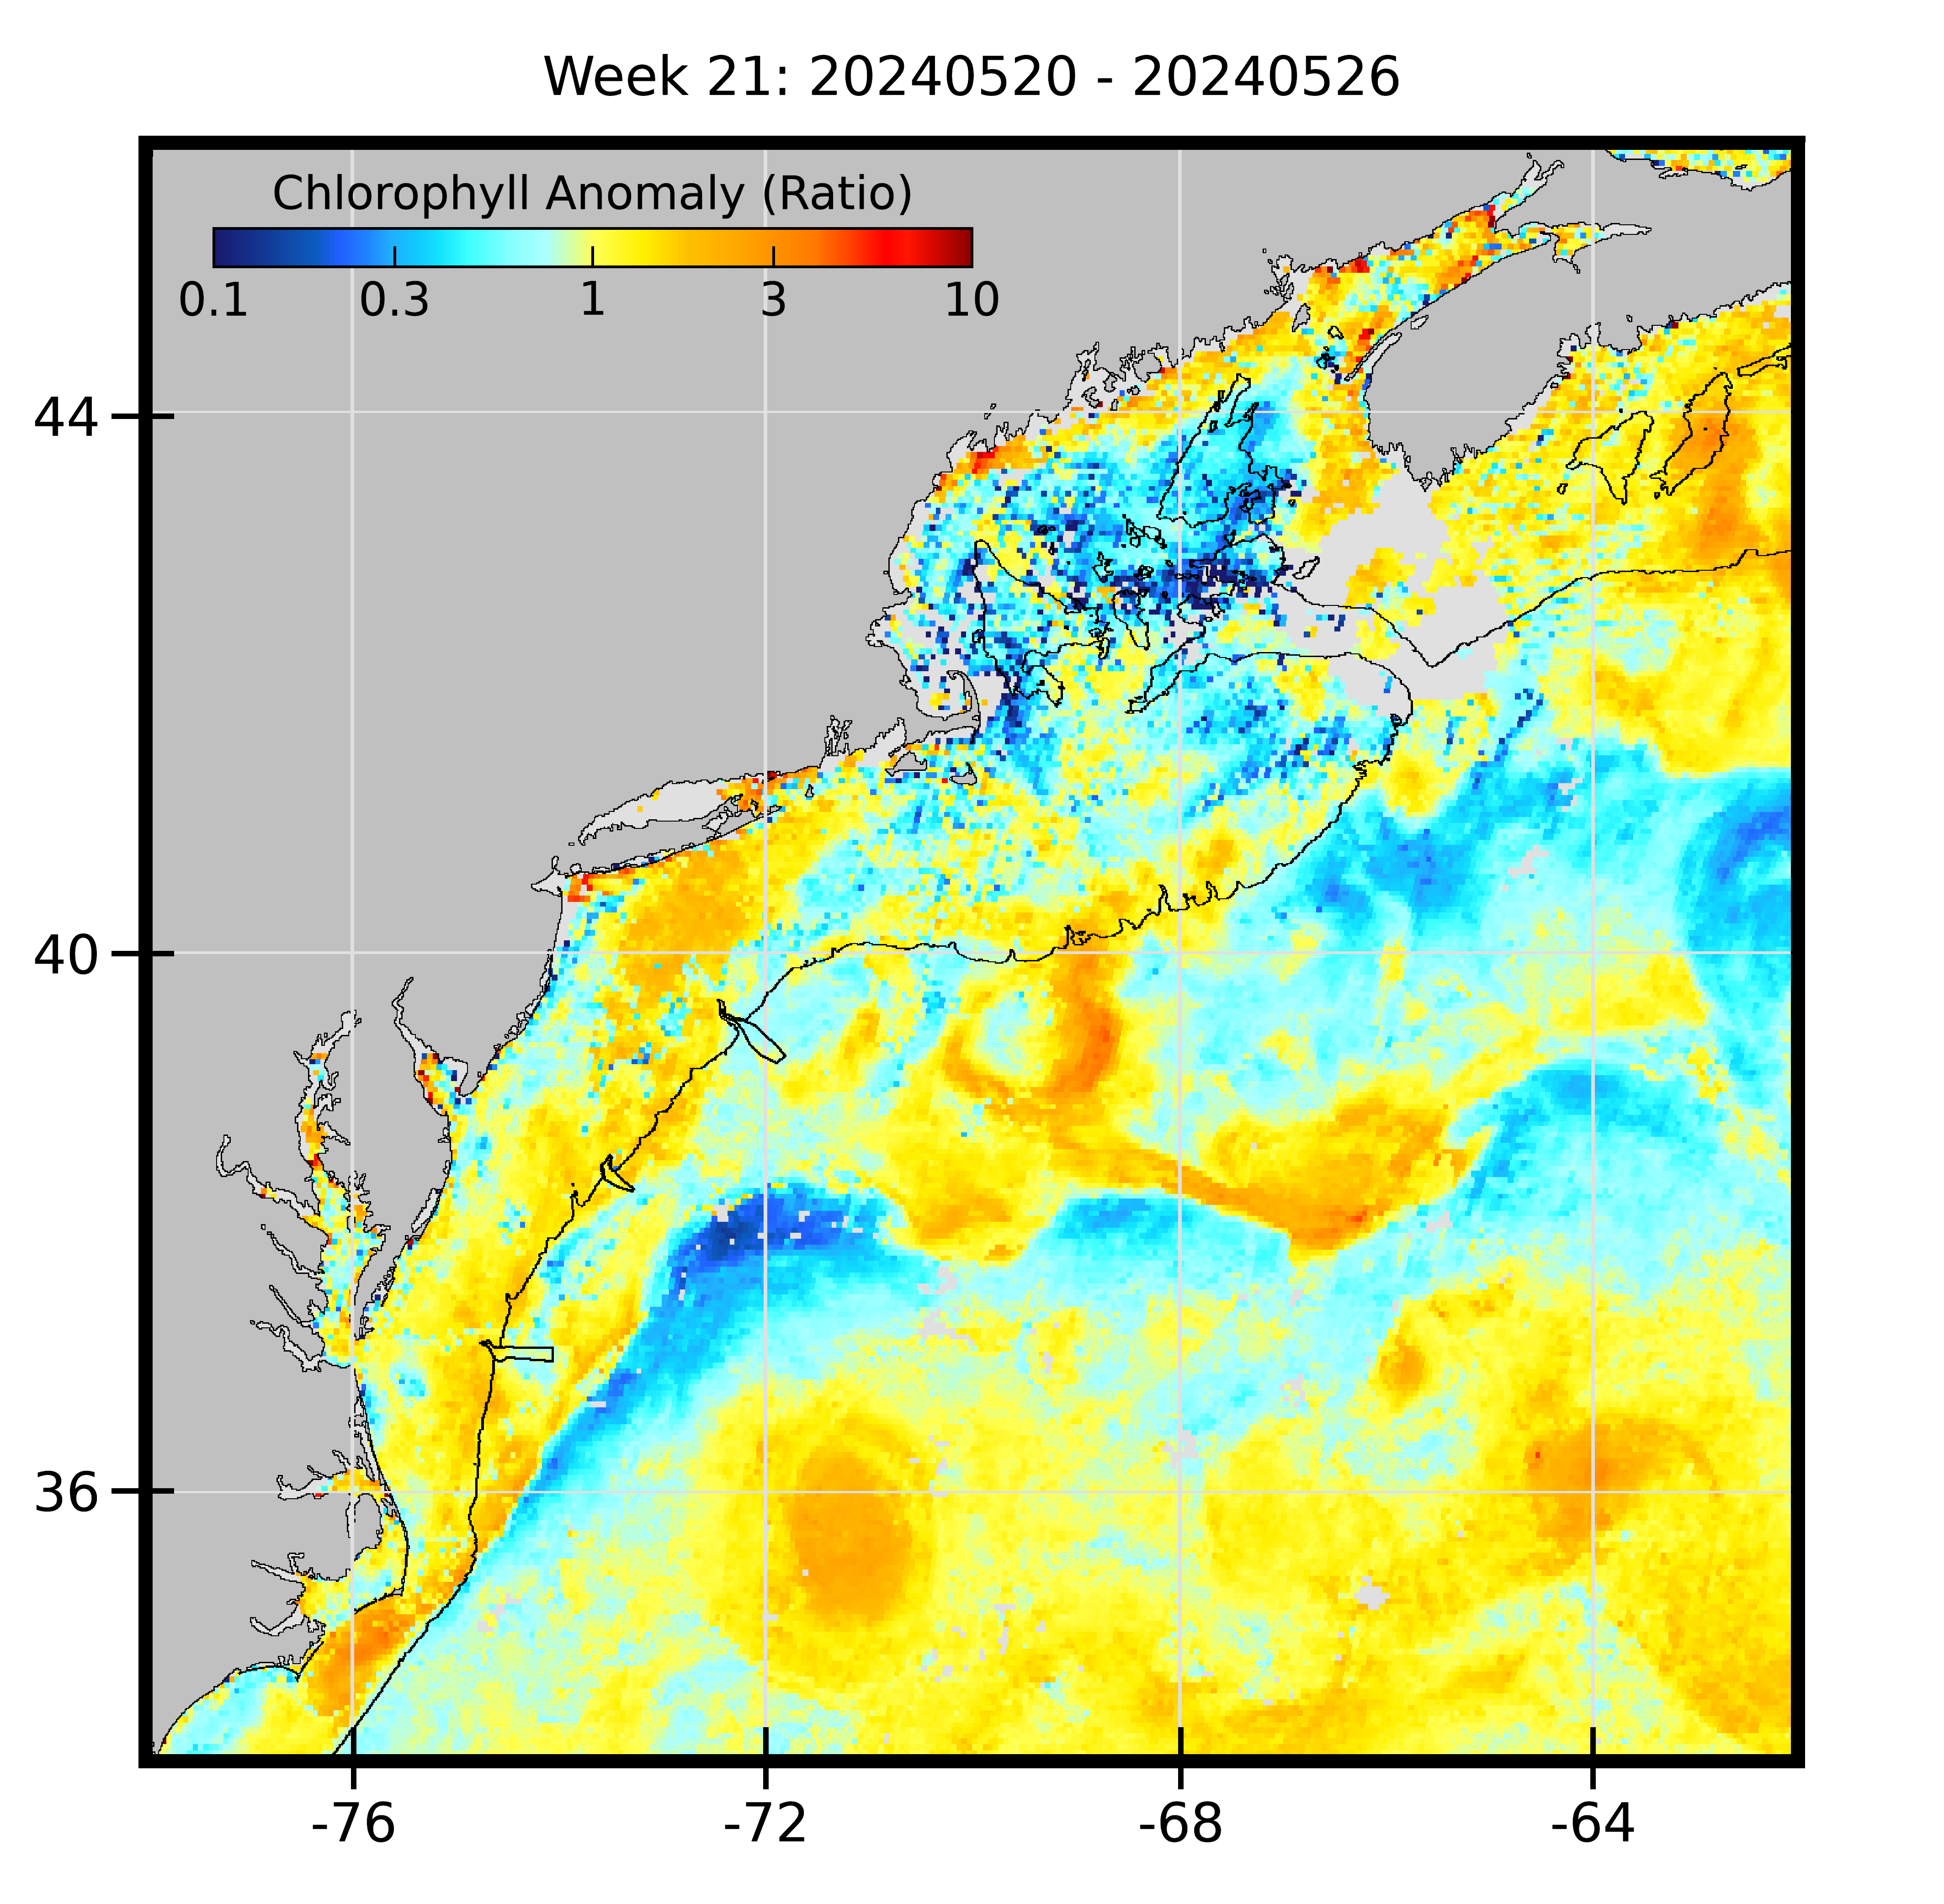 Week 21: 20240520 - 20240526
Chlorophyll Anomaly (Ratio)
0.1 0.3 1 3 10
44
40
36
-76 -72 -68 -64